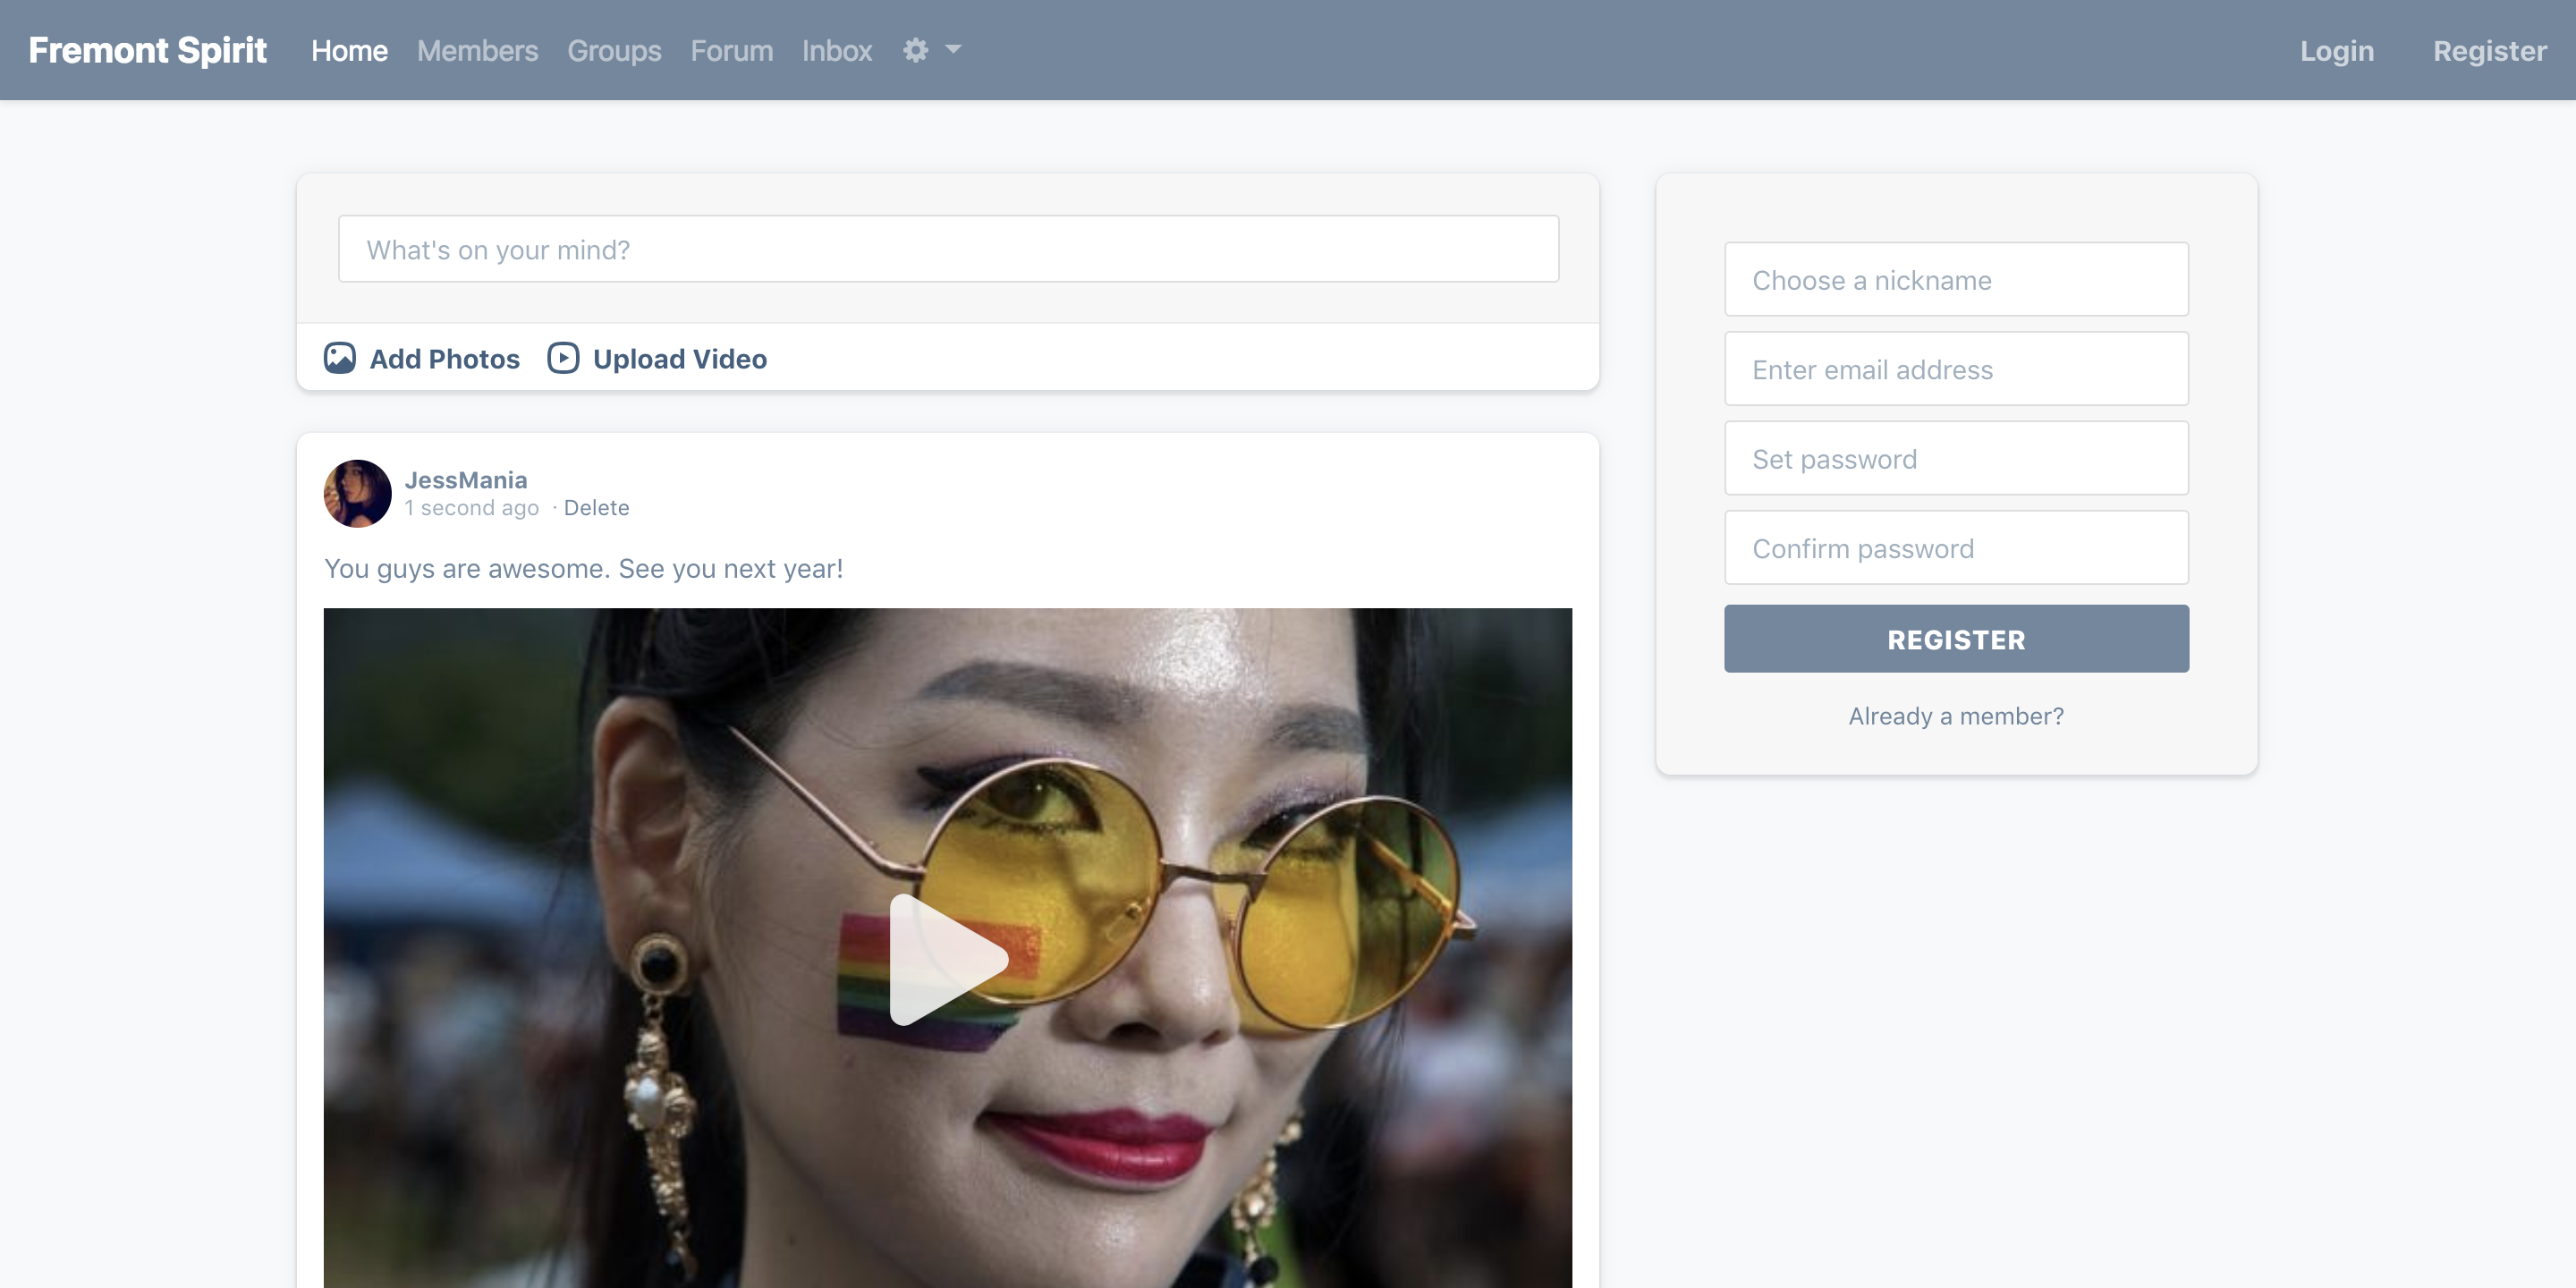 Fremont Spirit Home Members Groups Forum Inbox Login Register
What's on your mind?
Add Photos Upload Video
JessMania
1 second ago · Delete
You guys are awesome. See you next year!
Choose a nickname
Enter email address
Set password
Confirm password
REGISTER
Already a member?